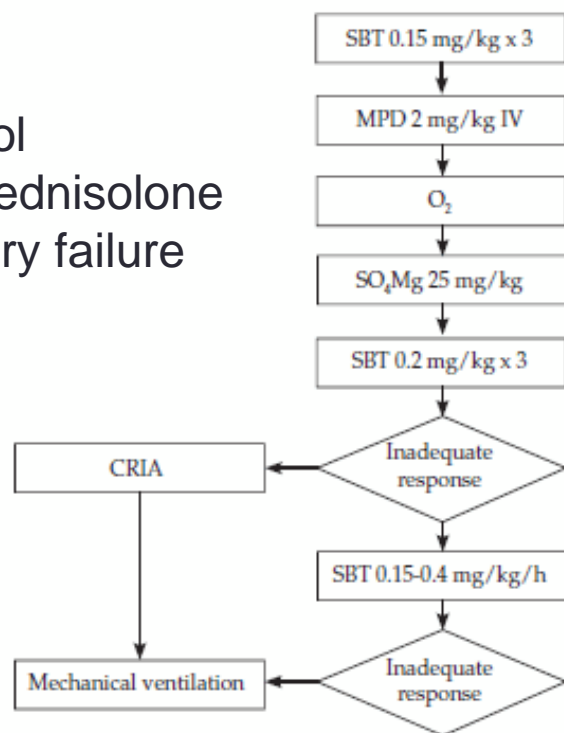 ol
ednisolone
ry failure
SBT 0.15 mg/kg x 3
MPD 2 mg/kg IV
O₂
SO₄Mg 25 mg/kg
SBT 0.2 mg/kg x 3
Inadequate
response
CRIA
SBT 0.15-0.4 mg/kg/h
Inadequate
response
Mechanical ventilation